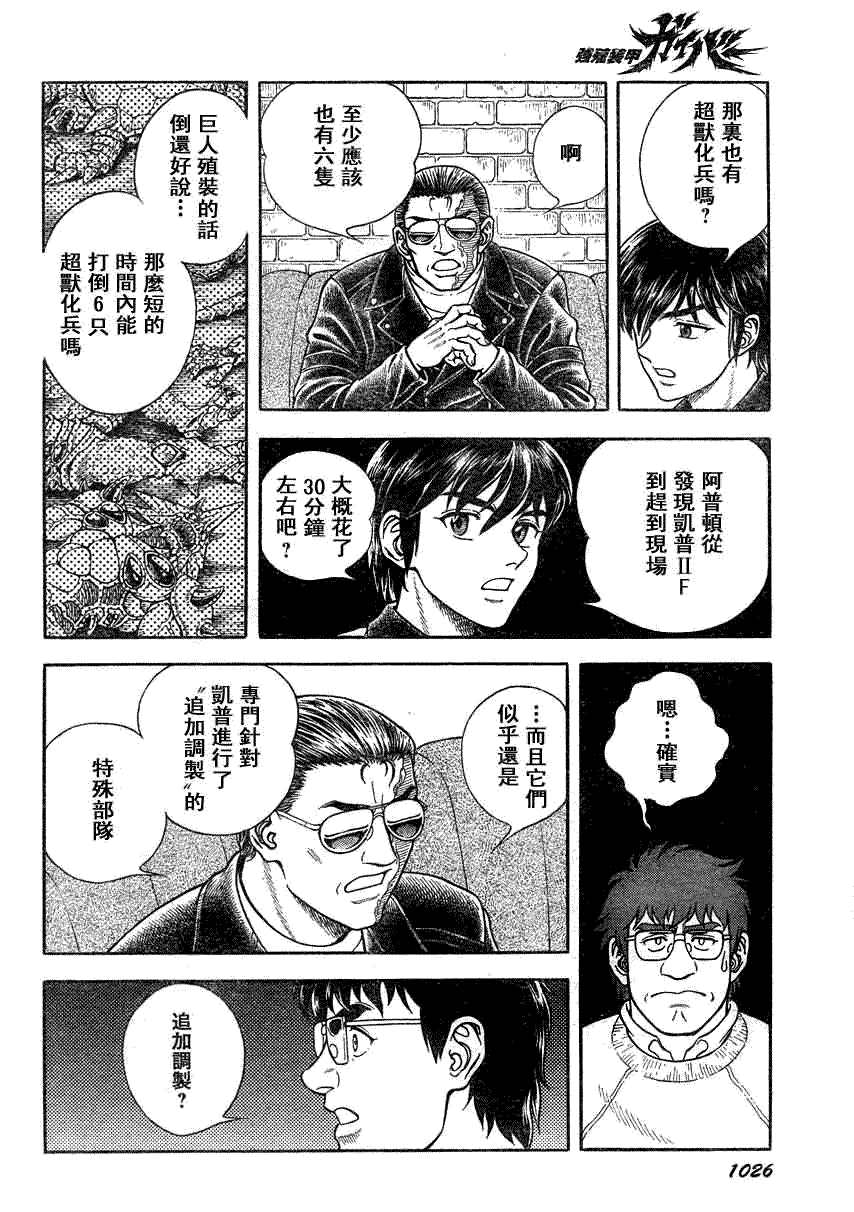 強殖装甲ガイバー
那裏也有
超獸化兵嗎?
啊
至少應該
也有六隻
巨人殖裝的話
倒還好說…
那麼短的
時間內能
打倒6只
超獸化兵嗎
阿普頓從
發現凱普ⅡF
到趕到現場
大概花了
30分鐘
左右吧?
嗯…確實
…而且它們
似乎還是
專門針對
凱普進行了
〝追加調製〞的
特殊部隊
追加調製?
1026